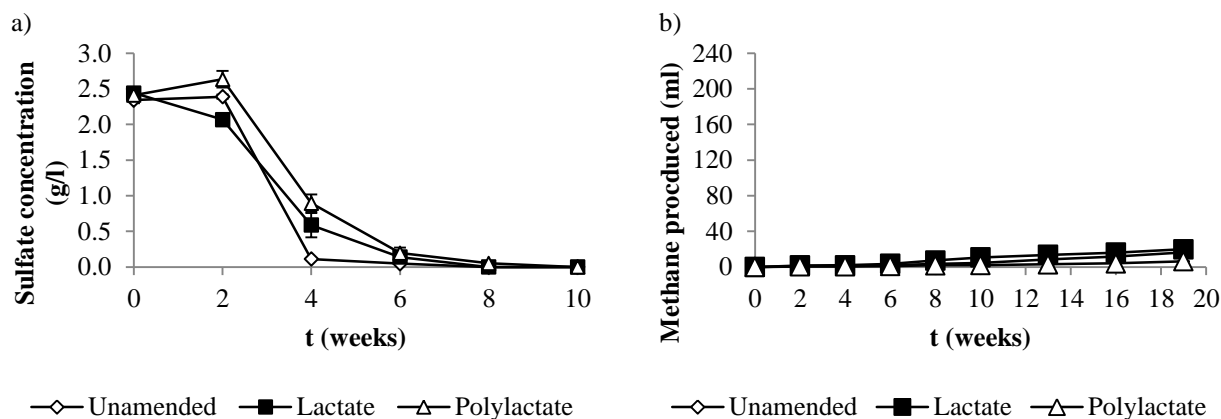 a)
3.0
2.5
2.0
1.5
1.0
0.5
0.0
Sulfate concentration
(g/l)
0 2 4 6 8 10
t (weeks)
Unamended Lactate Polylactate
b)
240
200
160
120
80
40
0
Methane procduced (ml)
0 2 4 6 8 10 12 14 16 18 20
t (weeks)
Unamended Lactate Polylactate